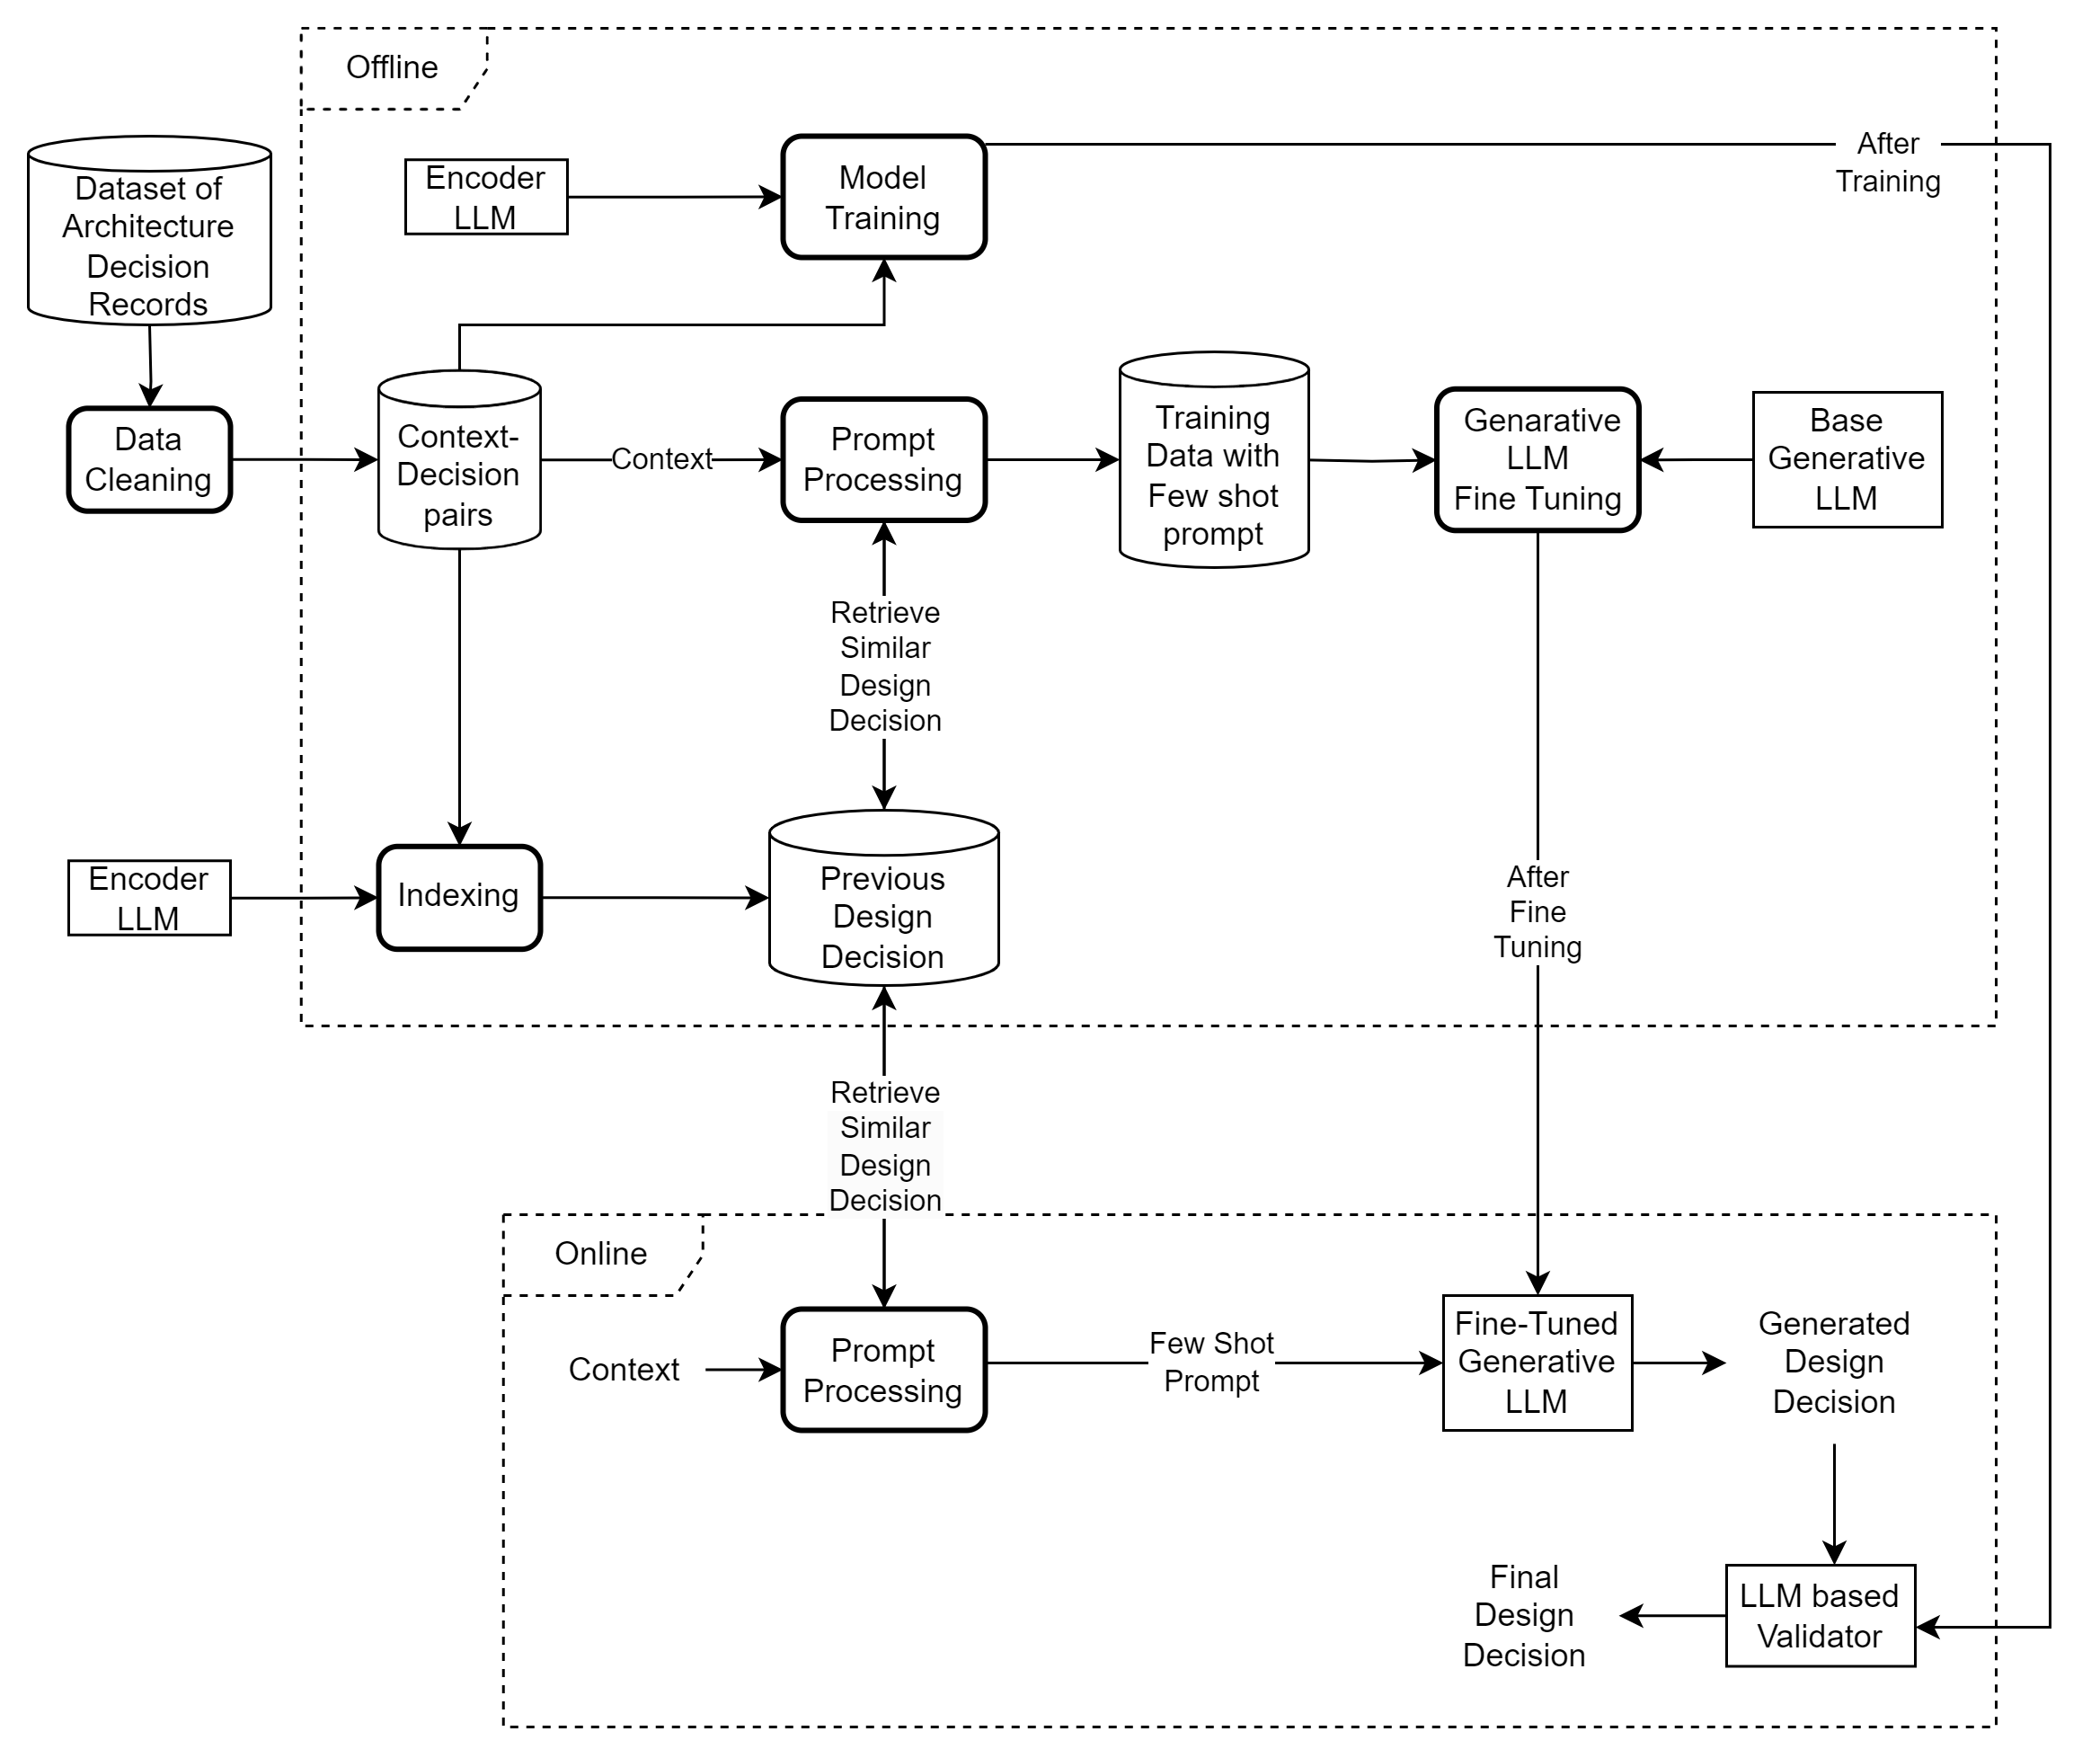 Offline
Dataset of
Architecture
Decision
Records
Encoder
LLM
Model
Training
After
Training
Data
Cleaning
Context-
Decision
pairs
Context
Prompt
Processing
Training
Data with
Few shot
prompt
Genarative
LLM
Fine Tuning
Base
Generative
LLM
Retrieve
Similar
Design
Decision
Encoder
LLM
Indexing
Previous
Design
Decision
After
Fine
Tuning
Retrieve
Similar
Design
Decision
Online
Context
Prompt
Processing
Few Shot
Prompt
Fine-Tuned
Generative
LLM
Generated
Design
Decision
Final
Design
Decision
LLM based
Validator